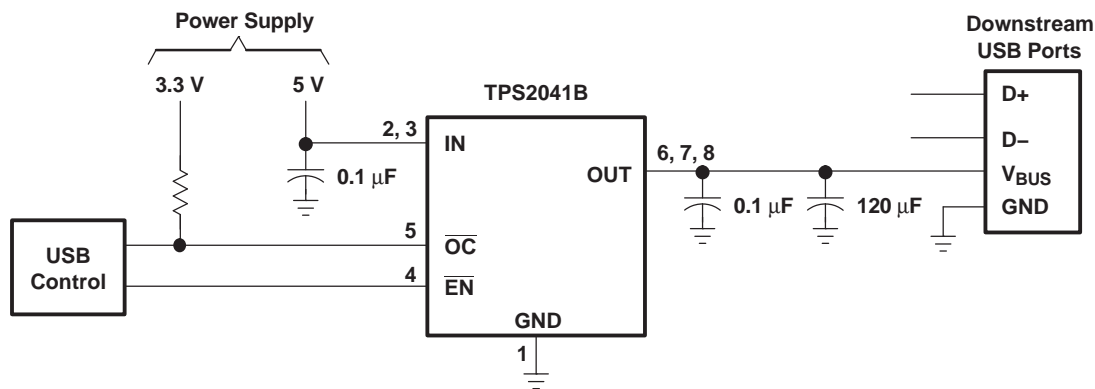 Power Supply
3.3 V
5 V
TPS2041B
2, 3
IN
0.1 μF
OUT
6, 7, 8
0.1 μF
120 μF
Downstream
USB Ports
D+
D−
VBUS
GND
USB
Control
5
OC
4
EN
GND
1